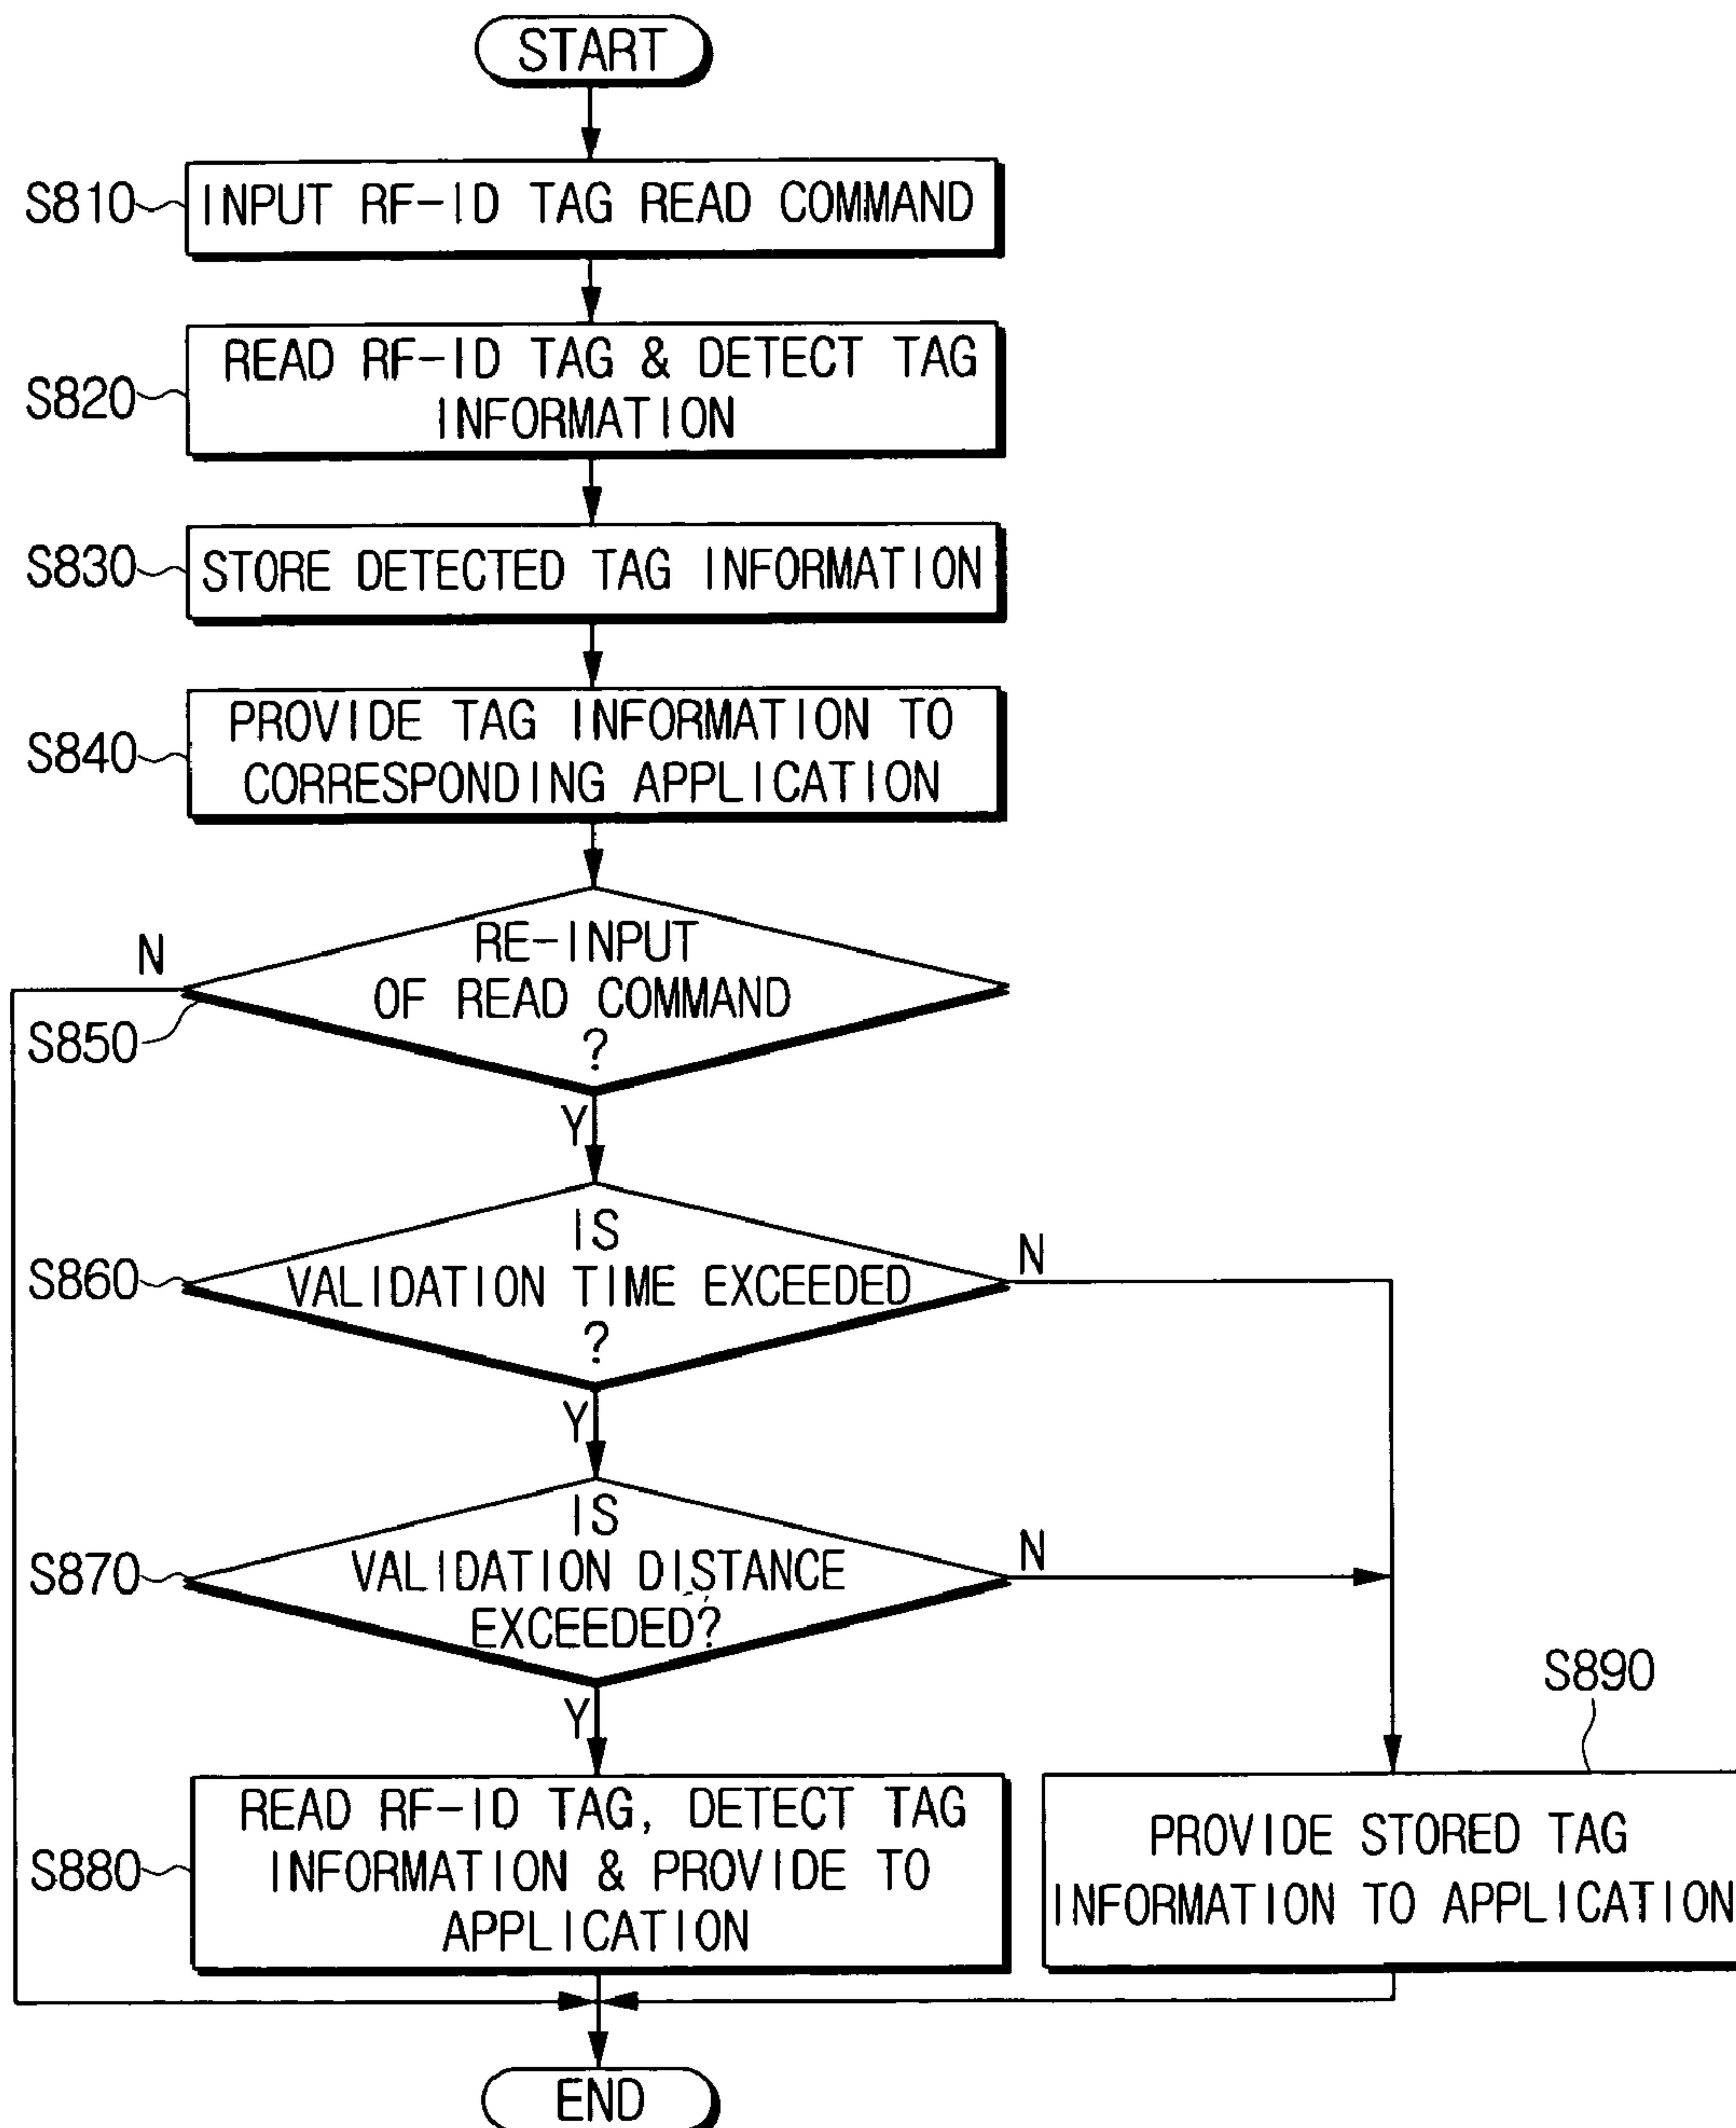 START
S810
INPUT RF-ID TAG READ COMMAND
S820
READ RF-ID TAG & DETECT TAG
INFORMATION
S830
STORE DETECTED TAG INFORMATION
S840
PROVIDE TAG INFORMATION TO
CORRESPONDING APPLICATION
N
RE-INPUT
OF READ COMMAND
?
S850
Y
S860
IS
VALIDATION TIME EXCEEDED
?
N
Y
S870
IS
VALIDATION DISTANCE
EXCEEDED?
N
Y
S880
READ RF-ID TAG, DETECT TAG
INFORMATION & PROVIDE TO
APPLICATION
S890
PROVIDE STORED TAG
INFORMATION TO APPLICATION
END